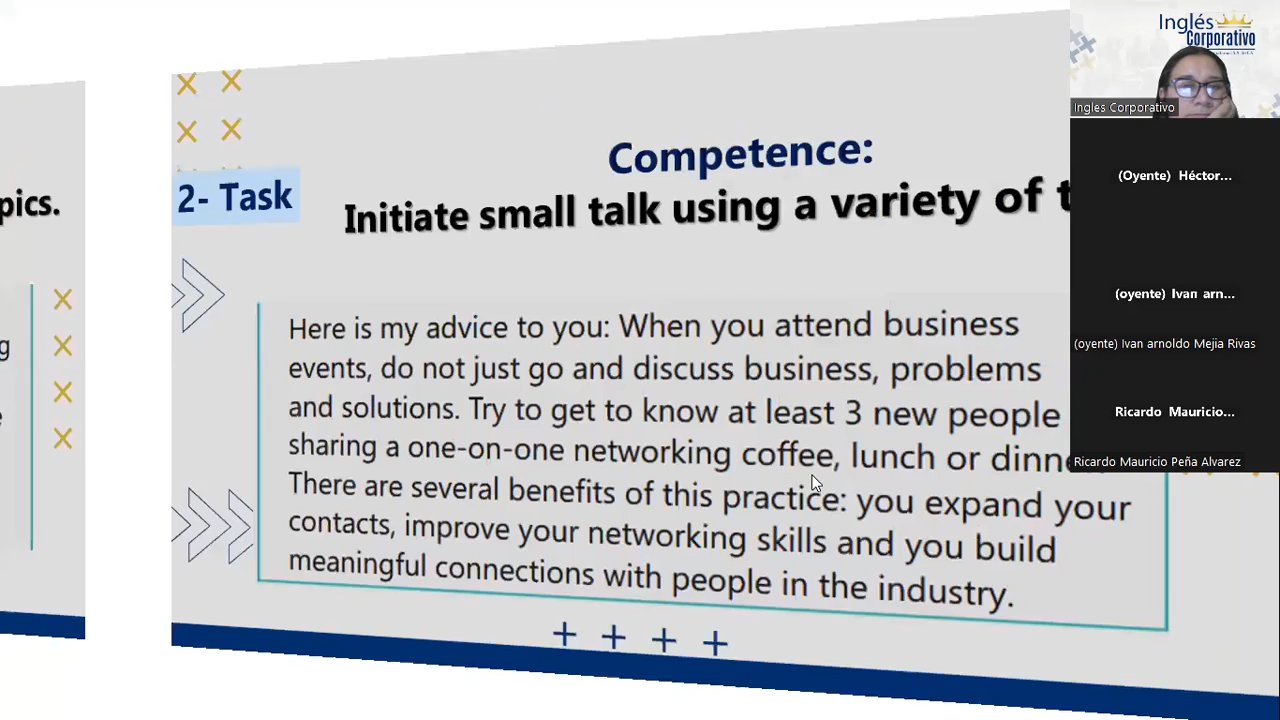 Inglés
Corporativo
Ingles Corporativo
(Oyente) Héctor...
(oyente) Ivan arn...
(oyente) Ivan arnoldo Mejia Rivas
Ricardo Mauricio...
Ricardo Mauricio Peña Alvarez
pics.
g
Competence:
2- Task
Initiate small talk using a variety of t
Here is my advice to you: When you attend business
events, do not just go and discuss business, problems
and solutions. Try to get to know at least 3 new people
sharing a one-on-one networking coffee, lunch or dinne
There are several benefits of this practice: you expand your
contacts, improve your networking skills and you build
meaningful connections with people in the industry.